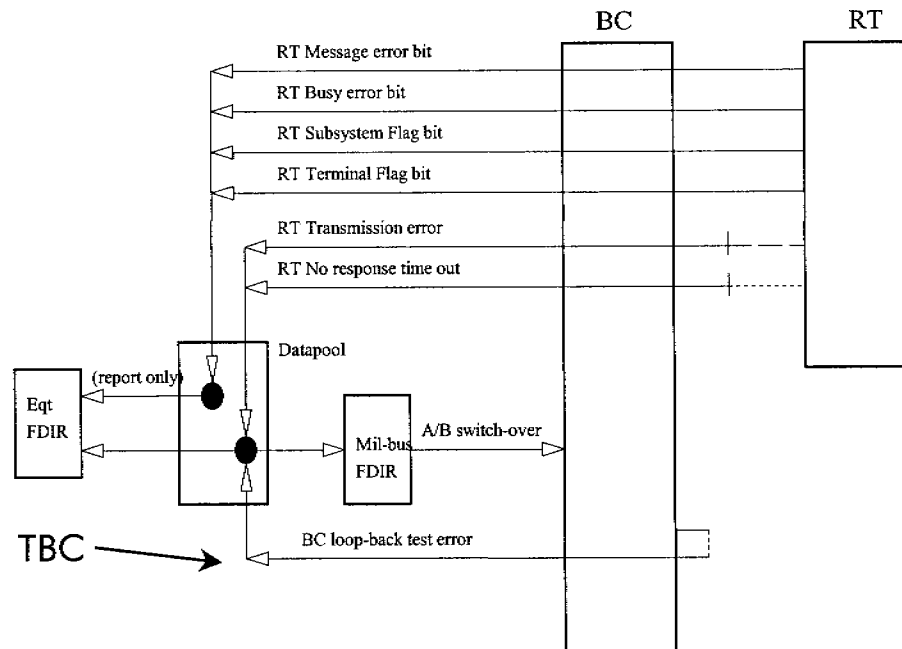 BC
RT
RT Message error bit
RT Busy error bit
RT Subsystem Flag bit
RT Terminal Flag bit
RT Transmission error
RT No response time out
Datapool
(report only)
Eqt
FDIR
Mil-bus
FDIR
A/B switch-over
BC loop-back test error
TBC